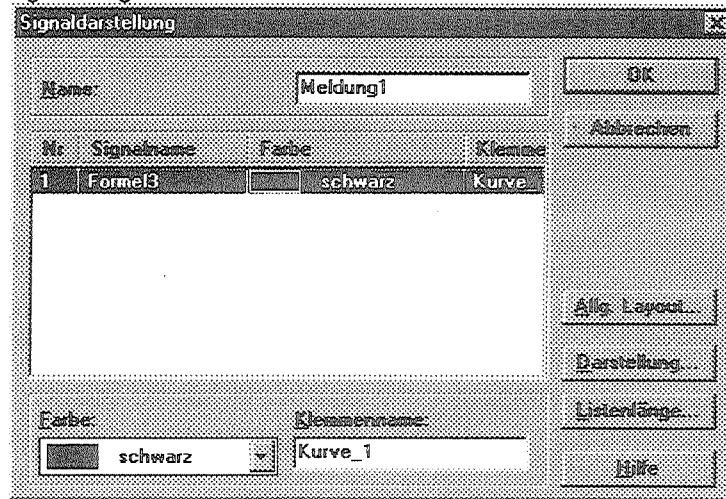 Signaldarstellung
Name:
Meldung1
OK
Abbrechen
Nr Signalname Farbe Klemme
1 Formel3 schwarz Kurve_
Allg. Layout...
Darstellung...
Listenlänge...
Farbe:
Klemmenname:
schwarz
Kurve_1
Hilfe